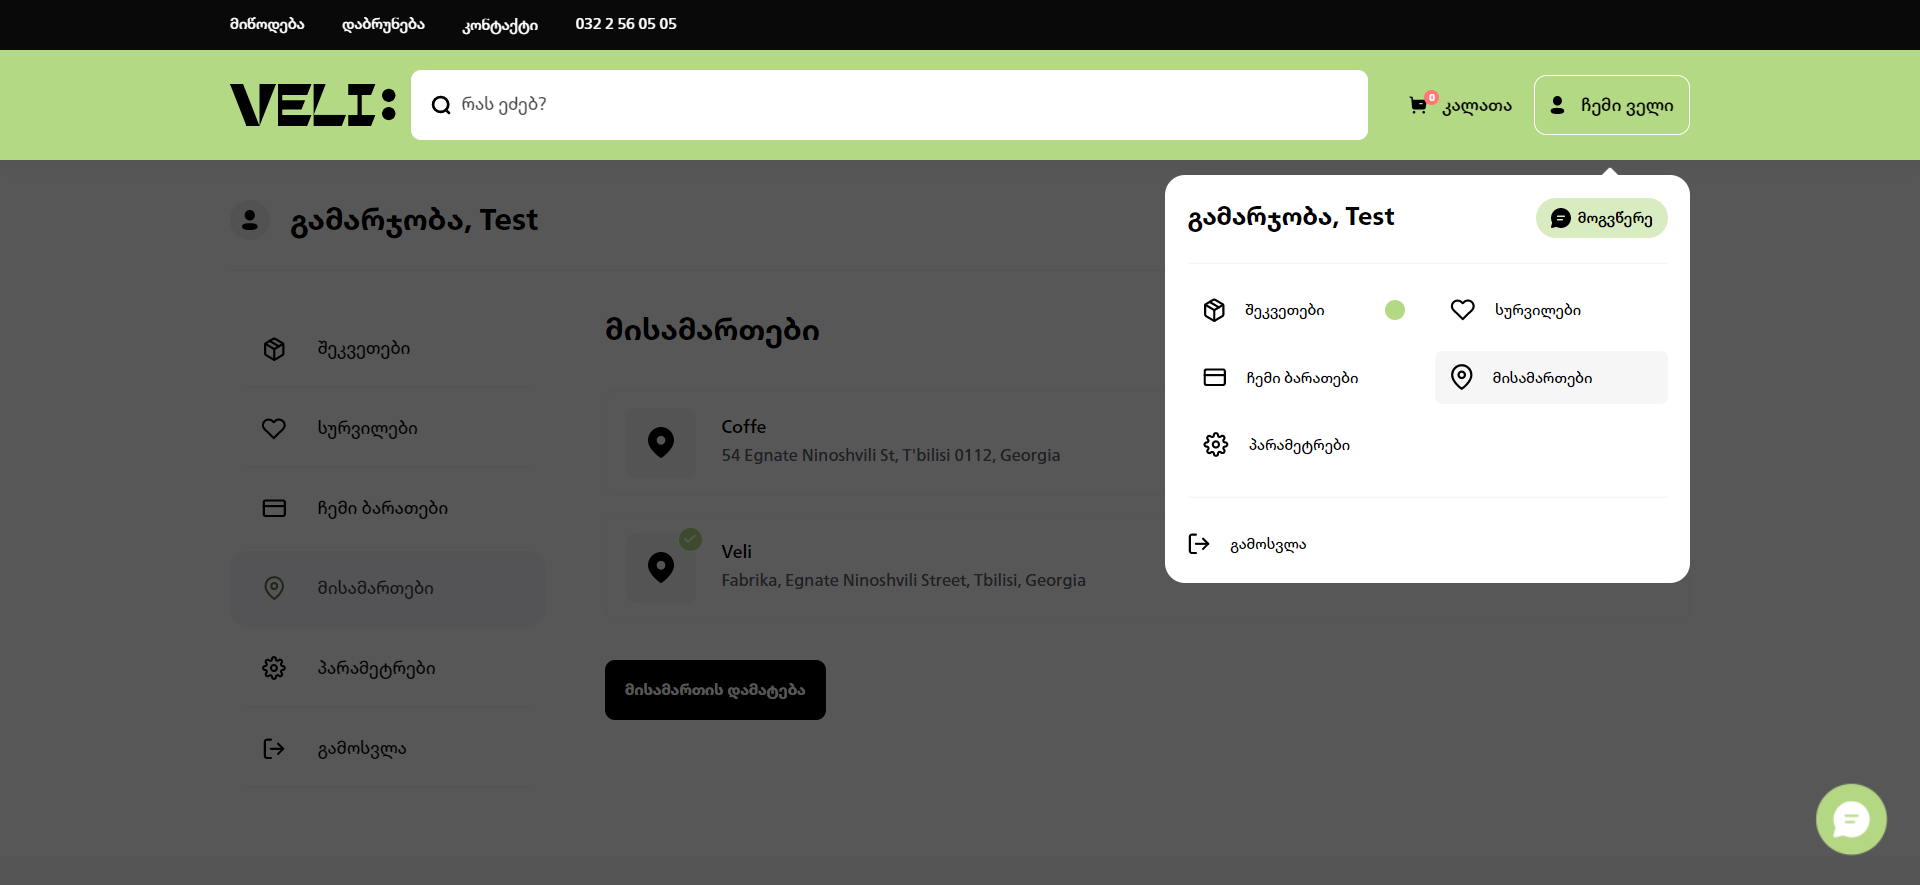 მიწოდება
დაბრუნება
კონტაქტი
032 2 56 05 05
VELI:
რას ეძებ?
0
კალათა
ჩემი ველი
გამარჯობა, Test
შეკვეთები
სურვილები
ჩემი ბარათები
მისამართები
პარამეტრები
გამოსვლა
მისამართები
Coffe
54 Egnate Ninoshvili St, T'bilisi 0112, Georgia
Veli
Fabrika, Egnate Ninoshvili Street, Tbilisi, Georgia
მისამართის დამატება
გამარჯობა, Test
მოგვწერე
შეკვეთები
სურვილები
ჩემი ბარათები
მისამართები
პარამეტრები
გამოსვლა